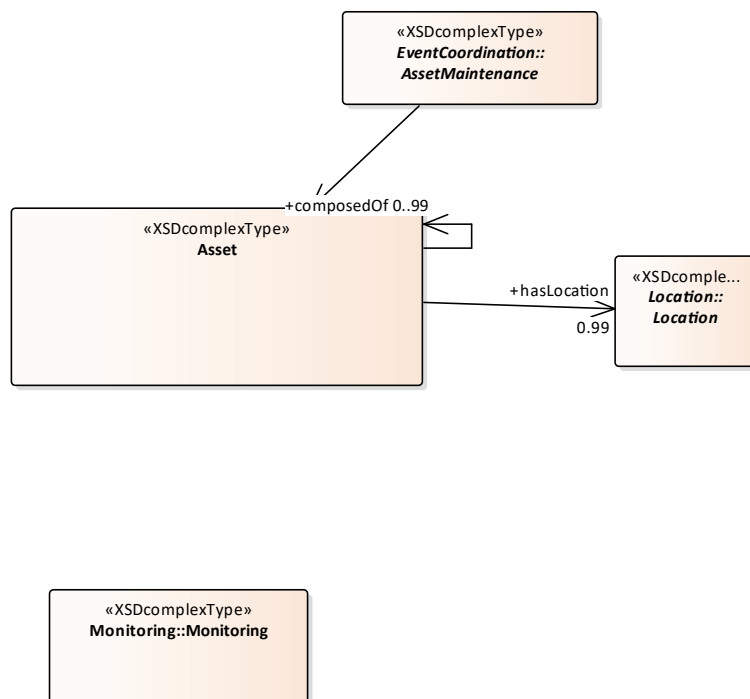 «XSDcomplexType»
EventCoordination::
AssetMaintenance
+composedOf 0..99
«XSDcomplexType»
Asset
+hasLocation
0.99
«XSDcomple...
Location::
Location
«XSDcomplexType»
Monitoring::Monitoring